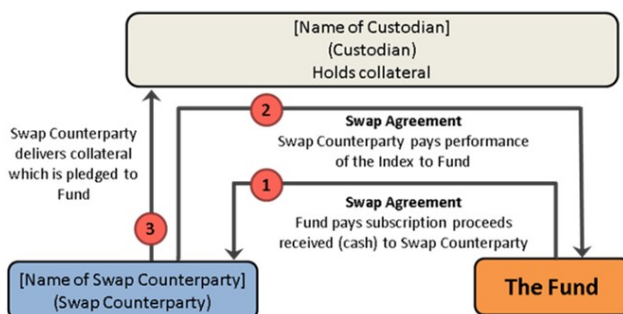 [Name of Custodian]
(Custodian)
Holds collateral
Swap Counterparty
delivers collateral
which is pledged to
Fund
2
Swap Agreement
Swap Counterparty pays performance
of the Index to Fund
1
Swap Agreement
Fund pays subscription proceeds
received (cash) to Swap Counterparty
3
[Name of Swap Counterparty]
(Swap Counterparty)
The Fund